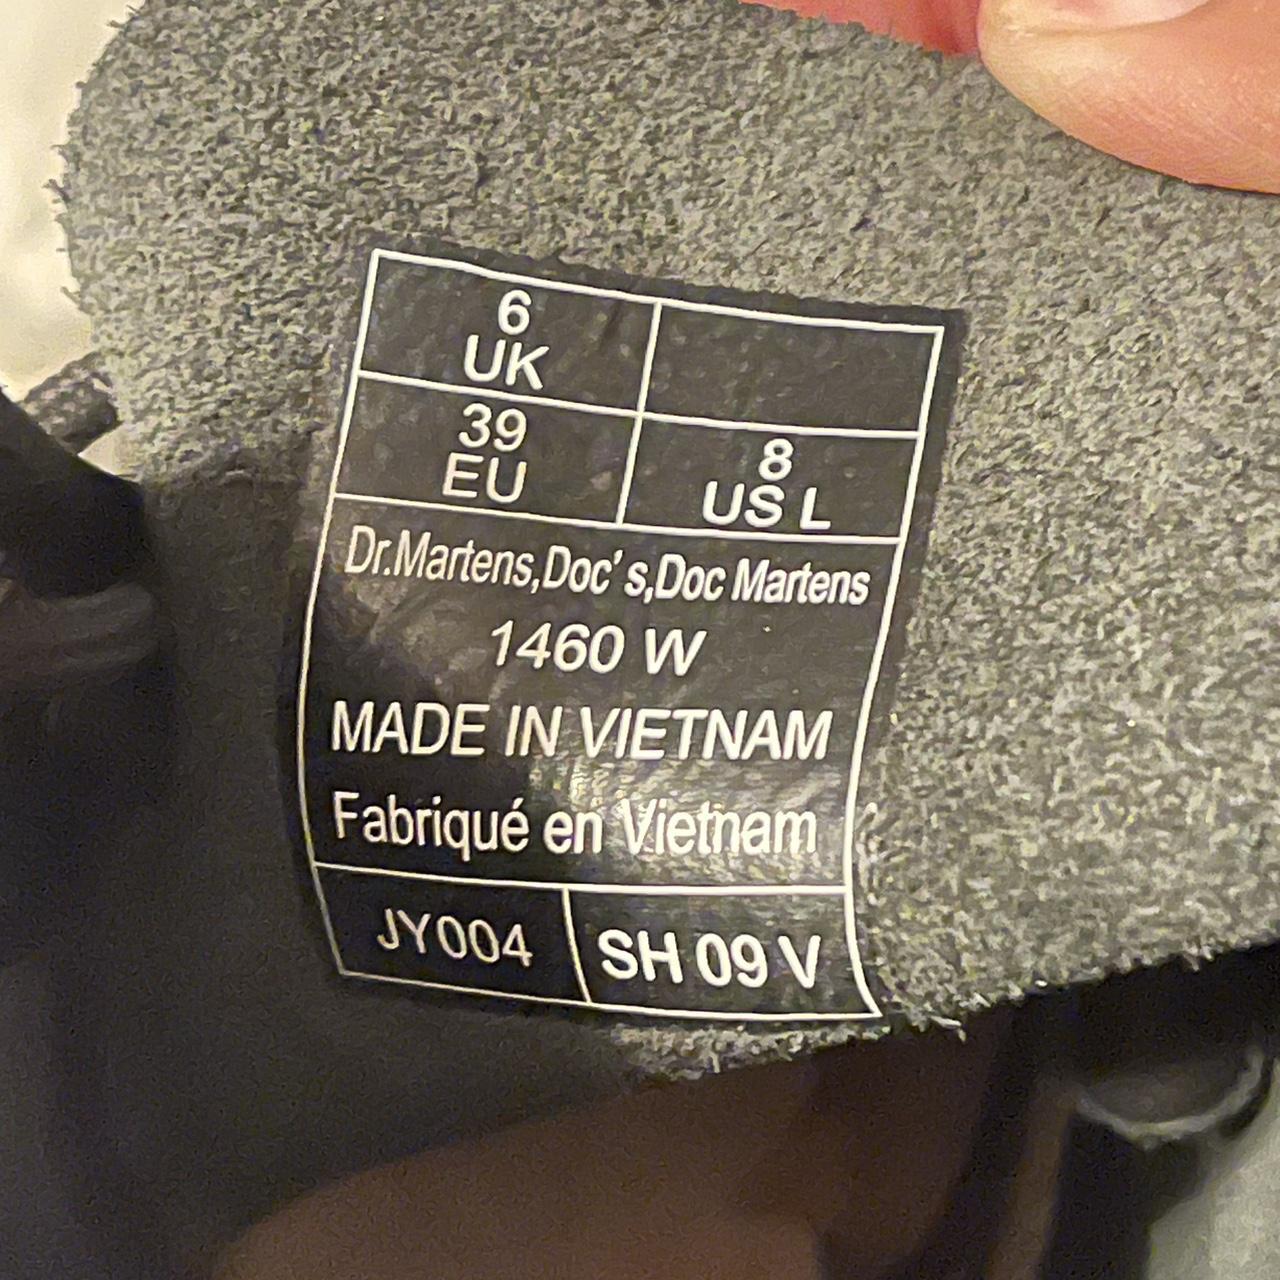 6
UK
39
EU
8
US L
Dr.Martens,Doc's,Doc Martens
1460 W
MADE IN VIETNAM
Fabriqué en Vietnam
JY004
SH 09 V